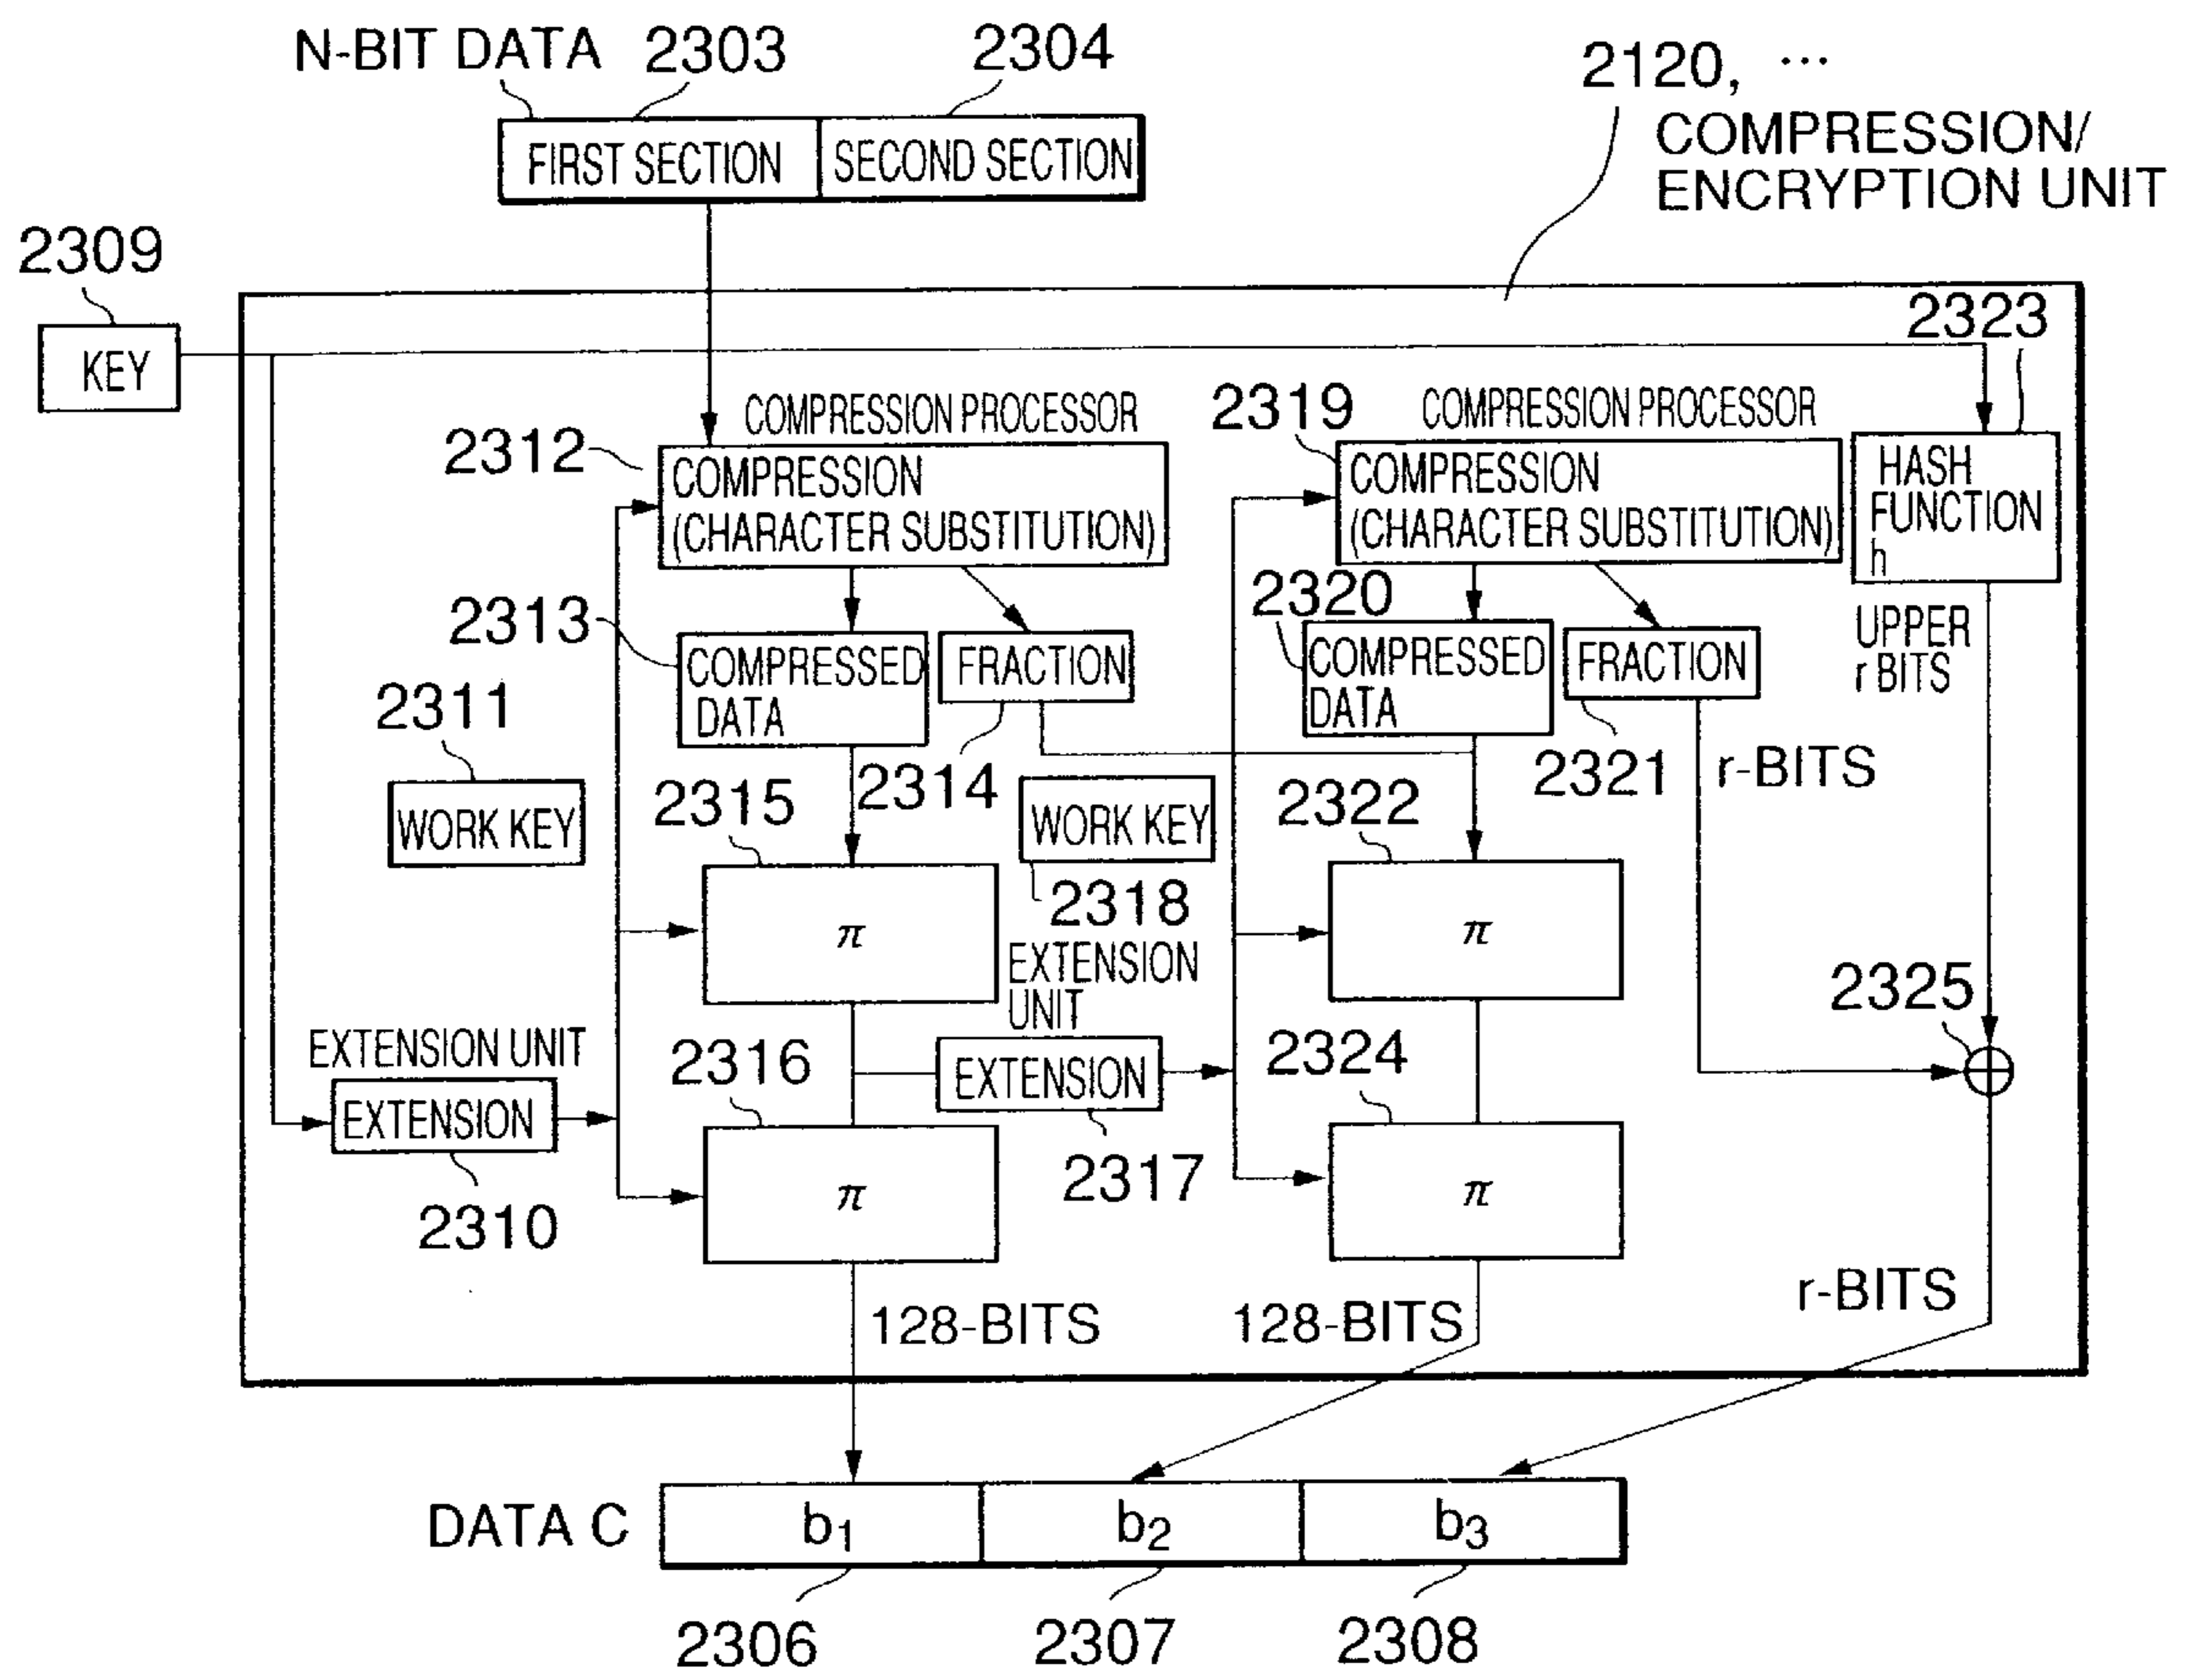 N-BIT DATA 2303 2304
2120, ...
COMPRESSION/
ENCRYPTION UNIT
FIRST SECTION SECOND SECTION
2309
KEY
2323
COMPRESSION PROCESSOR
2312
COMPRESSION
(CHARACTER SUBSTITUTION)
2319
COMPRESSION PROCESSOR
COMPRESSION
(CHARACTER SUBSTITUTION)
HASH
FUNCTION
h
2313
COMPRESSED
DATA
FRACTION
2314
2320
COMPRESSED
DATA
FRACTION
2321
r-BITS
UPPER
r BITS
2311
WORK KEY
2315
π
WORK KEY
2318
2322
π
EXTENSION
UNIT
2325
EXTENSION UNIT
EXTENSION
2310
2316
π
EXTENSION
2317
2324
π
128-BITS
128-BITS
r-BITS
DATA C b1 b2 b3
2306 2307 2308